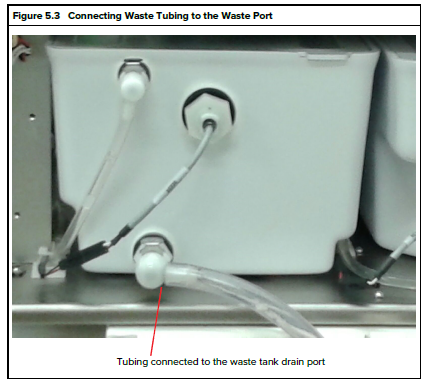 Figure 5.3 Connecting Waste Tubing to the Waste Port
Tubing connected to the waste tank drain port